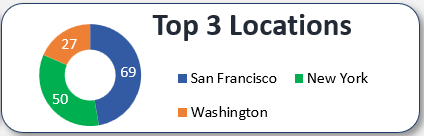 Top 3 Locations
27
69
50
San Francisco New York
Washington